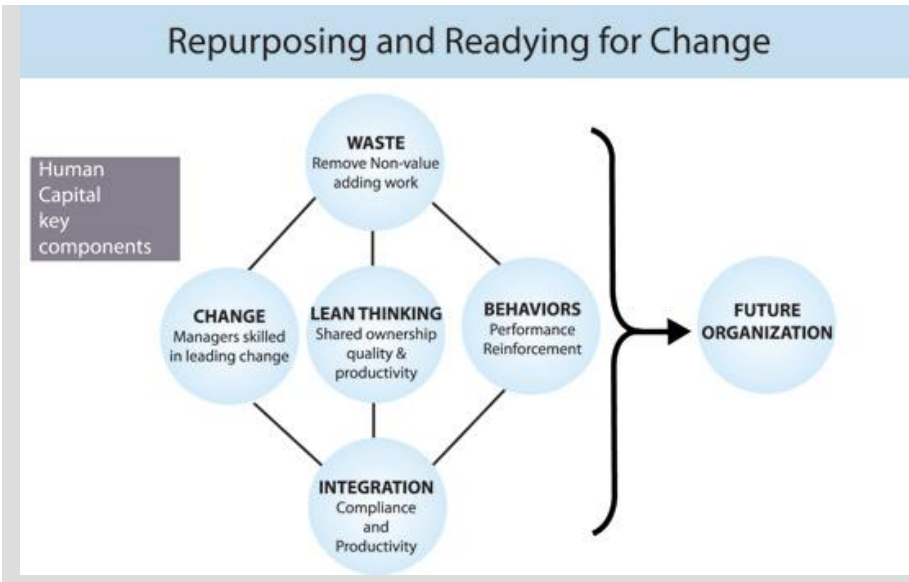 Repurposing and Readying for Change
Human
Capital
key
components
WASTE
Remove Non-value
adding work
CHANGE
Managers skilled
in leading change
LEAN THINKING
Shared ownership
quality &
productivity
BEHAVIORS
Performance
Reinforcement
INTEGRATION
Compliance
and
Productivity
FUTURE
ORGANIZATION